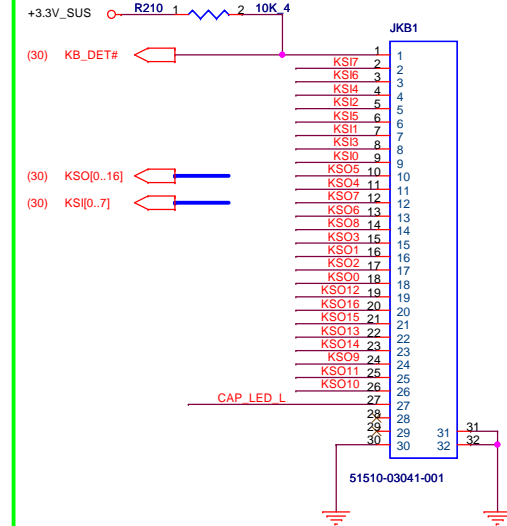 +3.3V_SUS R210 1 2 10K_4
JKB1
(30) KB_DET# 1 1
KSI7 2 2
KSI6 3 3
KSI4 4 4
KSI2 5 5
KSI5 6 6
KSI1 7 7
KSI3 8 8
KSI0 9 9
(30) KSO[0..16] KSO5 10 10
KSO4 11 11
(30) KSI[0..7] KSO7 12 12
KSO6 13 13
KSO8 14 14
KSO3 15 15
KSO1 16 16
KSO2 17 17
KSO0 18 18
KSO12 19 19
KSO16 20 20
KSO15 21 21
KSO13 22 22
KSO14 23 23
KSO9 24 24
KSO11 25 25
KSO10 26 26
CAP_LED_L 27 27
28 28
29 29 31 31
30 30 32 32
51510-03041-001